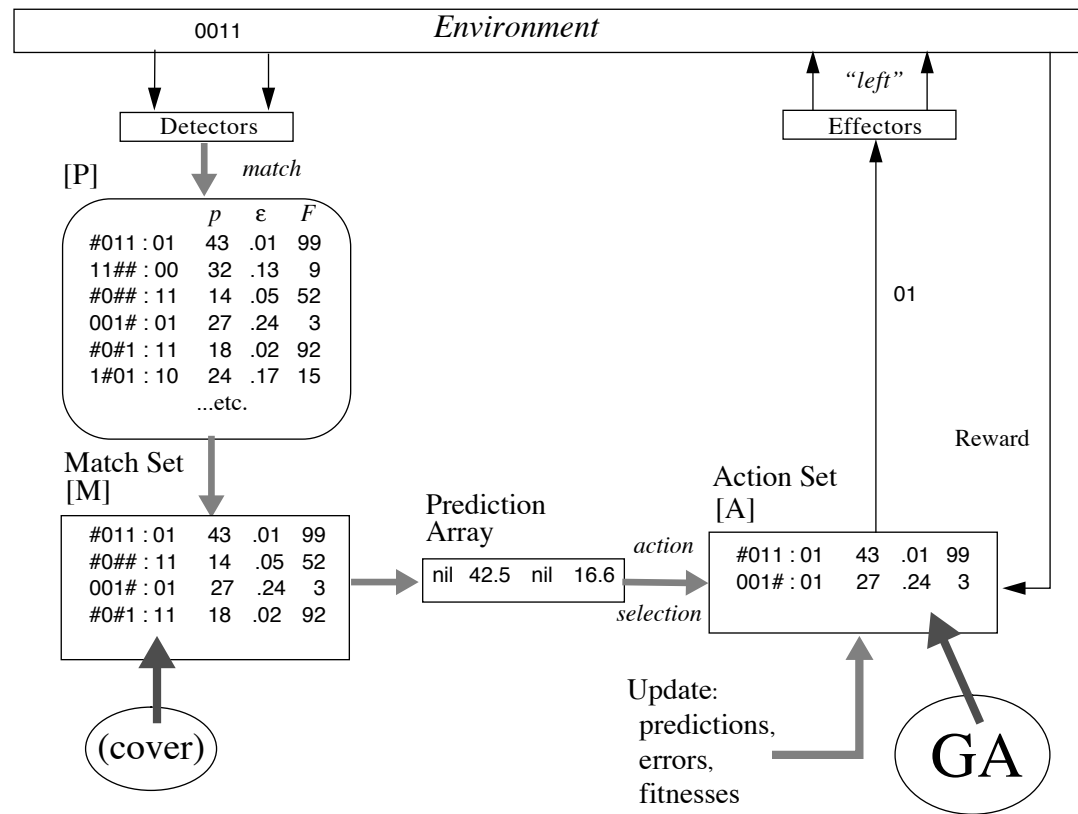 0011
Environment
“left”
Detectors
Effectors
match
[P]
p ε F
#011 : 01 43 .01 99
11## : 00 32 .13 9
#0## : 11 14 .05 52
001# : 01 27 .24 3
#0#1 : 11 18 .02 92
1#01 : 10 24 .17 15
...etc.
01
Reward
Match Set
[M]
#011 : 01 43 .01 99
#0## : 11 14 .05 52
001# : 01 27 .24 3
#0#1 : 11 18 .02 92
(cover)
Prediction
Array
nil 42.5 nil 16.6
action
selection
Action Set
[A]
#011 : 01 43 .01 99
001# : 01 27 .24 3
Update:
predictions,
errors,
fitnesses
GA